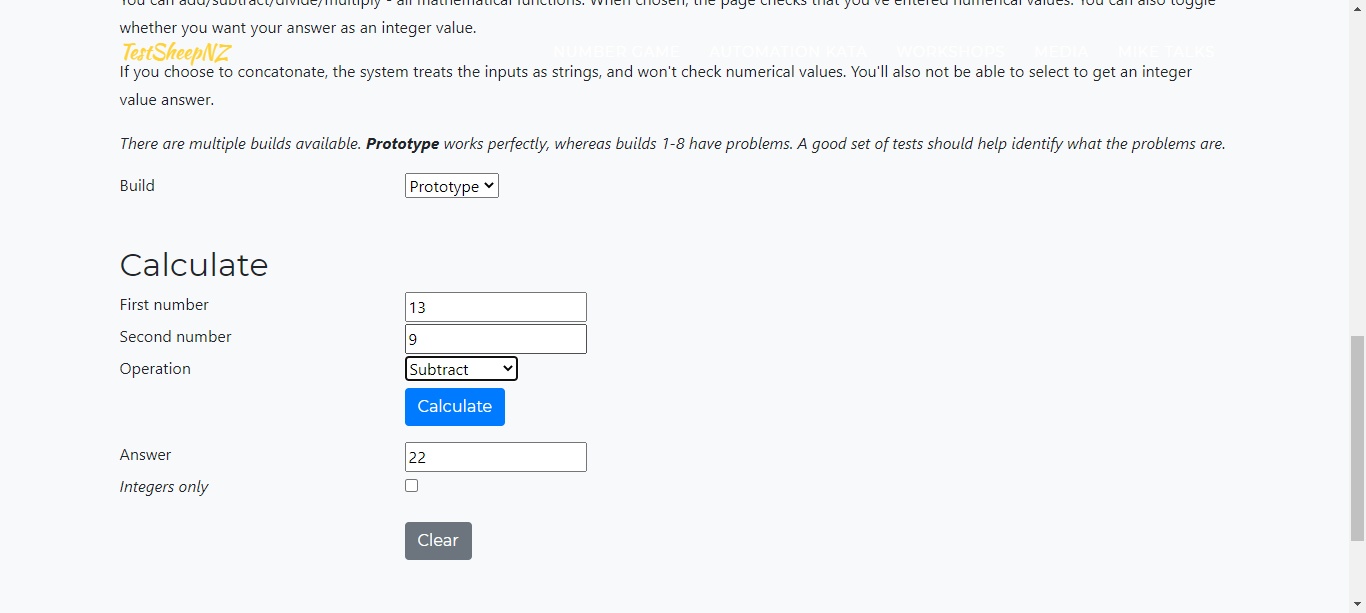 You can add/subtract/divide/multiply - all mathematical functions. When chosen, the page checks that you've entered numerical values. You can also toggle
whether you want your answer as an integer value.
TestSheepNZ NUMBER GAME AUTOMATION KATA WORKSHOPS MEDIA MIKE TALKS
If you choose to concatonate, the system treats the inputs as strings, and won't check numerical values. You'll also not be able to select to get an integer
value answer.
There are multiple builds available. Prototype works perfectly, whereas builds 1-8 have problems. A good set of tests should help identify what the problems are.
Build Prototype
Calculate
First number 13
Second number 9
Operation Subtract
Calculate
Answer 22
Integers only
Clear